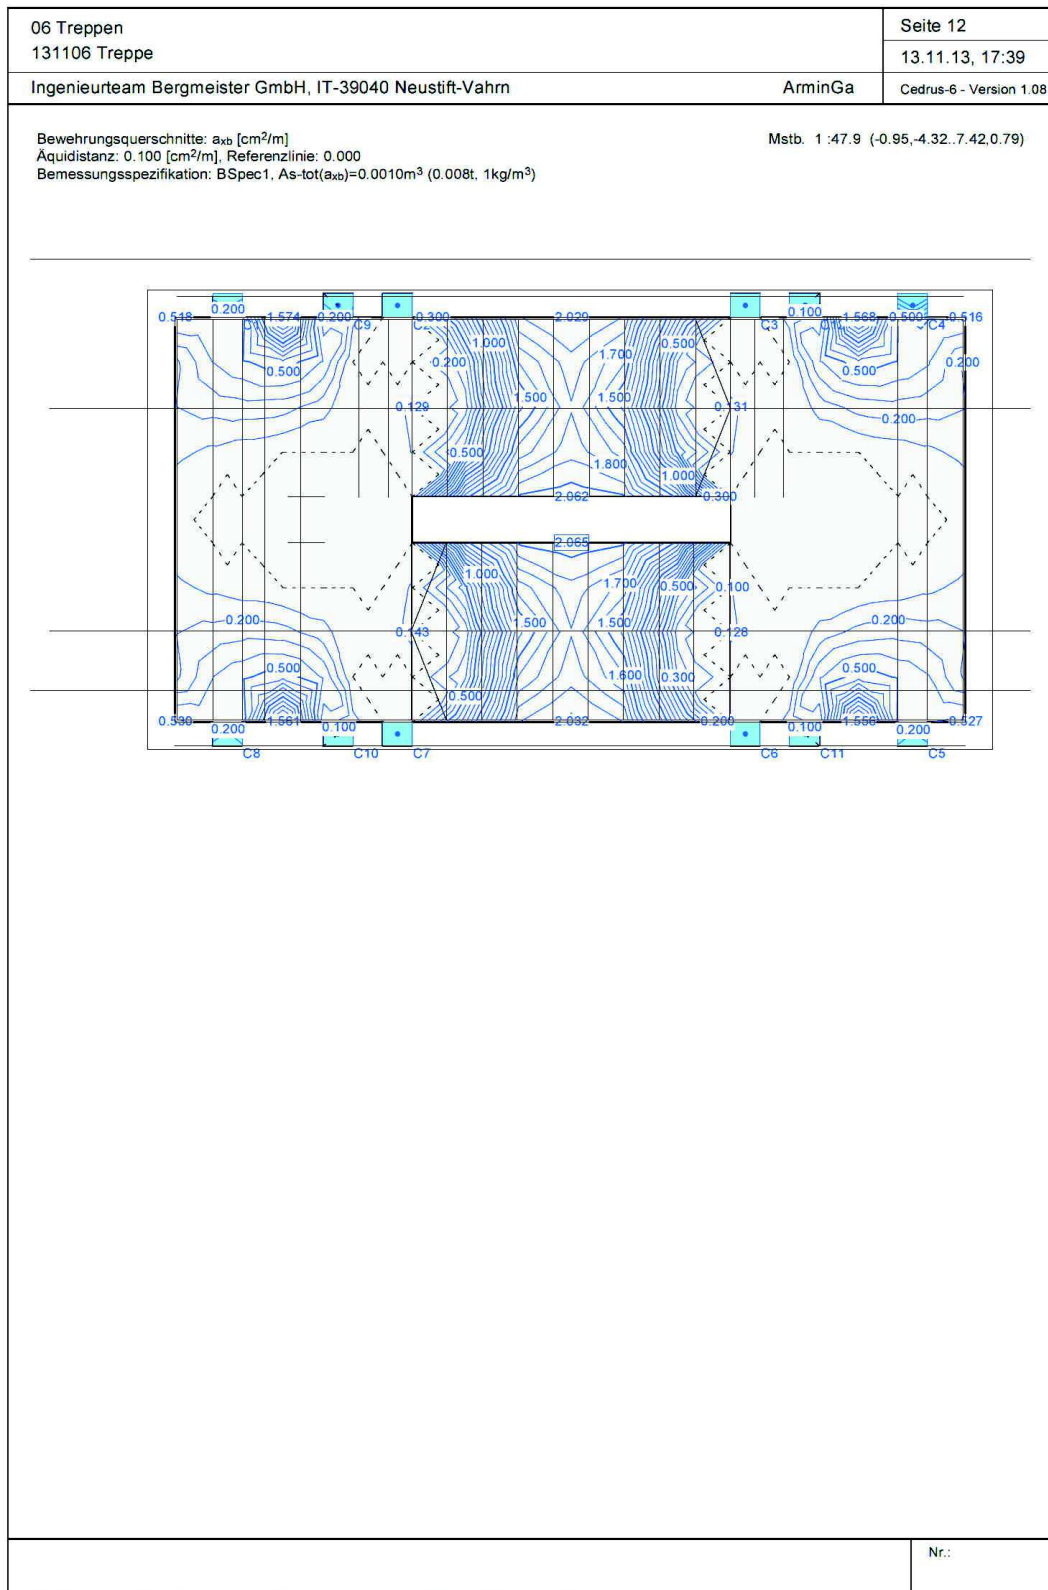 06 Treppen
131106 Treppe
Seite 12
13.11.13, 17:39
Ingenieurteam Bergmeister GmbH, IT-39040 Neustift-Vahrn ArminGa Cedrus-6 - Version 1.08
Bewehrungsquerschnitte: axb [cm²/m] Mstb. 1 :47.9 (-0.95,-4.32..7.42,0.79)
Äquidistanz: 0.100 [cm²/m], Referenzlinie: 0.000
Bemessungsspezifikation: BSpec1, As-tot(axb)=0.0010m³ (0.008t, 1kg/m³)
0.200 0.100
0.518 1.574 0.200 0.300 2.029 1.568 0.500 0.516
C9 C3 C4
1.000 1.700 0.500
0.200 0.200
0.500 0.500
1.500 1.500
0.129 0.131
0.200
0.500 1.800 1.000
2.062 0.300
2.065
1.000 1.700 0.500 0.100
0.200 1.500 1.500 0.200
0.143 0.128
0.500 1.600 0.300 0.500
0.500
0.530 1.561 2.032 0.200 1.556 0.527
0.200 0.100 0.100 0.200
C8 C10 C7 C6 C11 C5
Nr.: